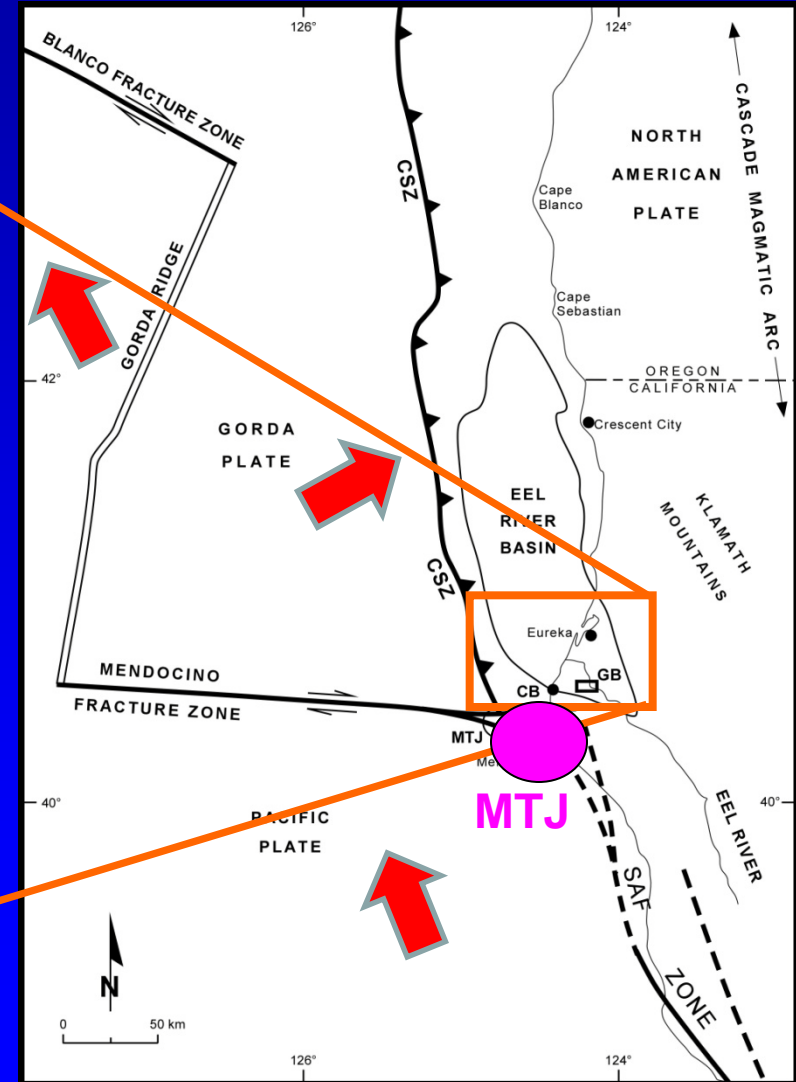 126°
124°
BLANCO FRACTURE ZONE
CSZ
NORTH
AMERICAN
PLATE
CASCADE MAGMATIC ARC
Cape
Blanco
GORDA RIDGE
Cape
Sebastian
42°
OREGON
CALIFORNIA
Crescent City
GORDA
PLATE
EEL
RIVER
BASIN
KLAMATH
MOUNTAINS
CSZ
Eureka
MENDOCINO
FRACTURE ZONE
GB
CB
MTJ
MTJ
40°
40°
PACIFIC
PLATE
EEL RIVER
SAF
ZONE
N
0 50 km
126°
124°